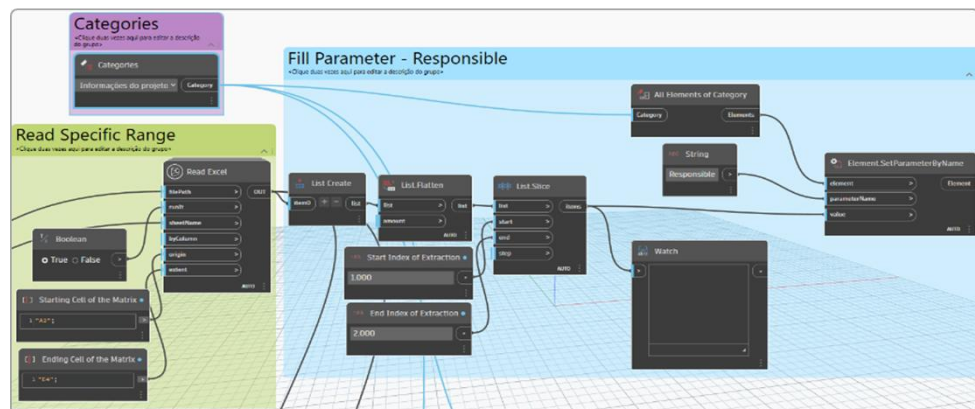 Categories
<Clique duas vezes aqui para editar a descrição do grupo>
Categories
Informações do projeto
Category
Fill Parameter - Responsible
<Clique duas vezes aqui para editar a descrição do grupo>
All Elements of Category
Category
Elements
String
Responsible
>
Element.SetParameterByName
element
>
Element
parameterName
>
value
>
AUTO
Read Specific Range
<Clique duas vezes aqui para editar a descrição do grupo>
Read Excel
filePath
>
OUT
runIt
>
sheetName
>
byColumn
>
origin
>
extent
>
AUTO
List Create
item0
+
-
list
List.Flatten
list
>
list
amount
>
AUTO
List.Slice
list
>
items
start
>
end
>
step
>
AUTO
Boolean
True
False
>
Start Index of Extraction
1.000
>
End Index of Extraction
2.000
>
Watch
>
>
Starting Cell of the Matrix
1
>
Ending Cell of the Matrix
1
>